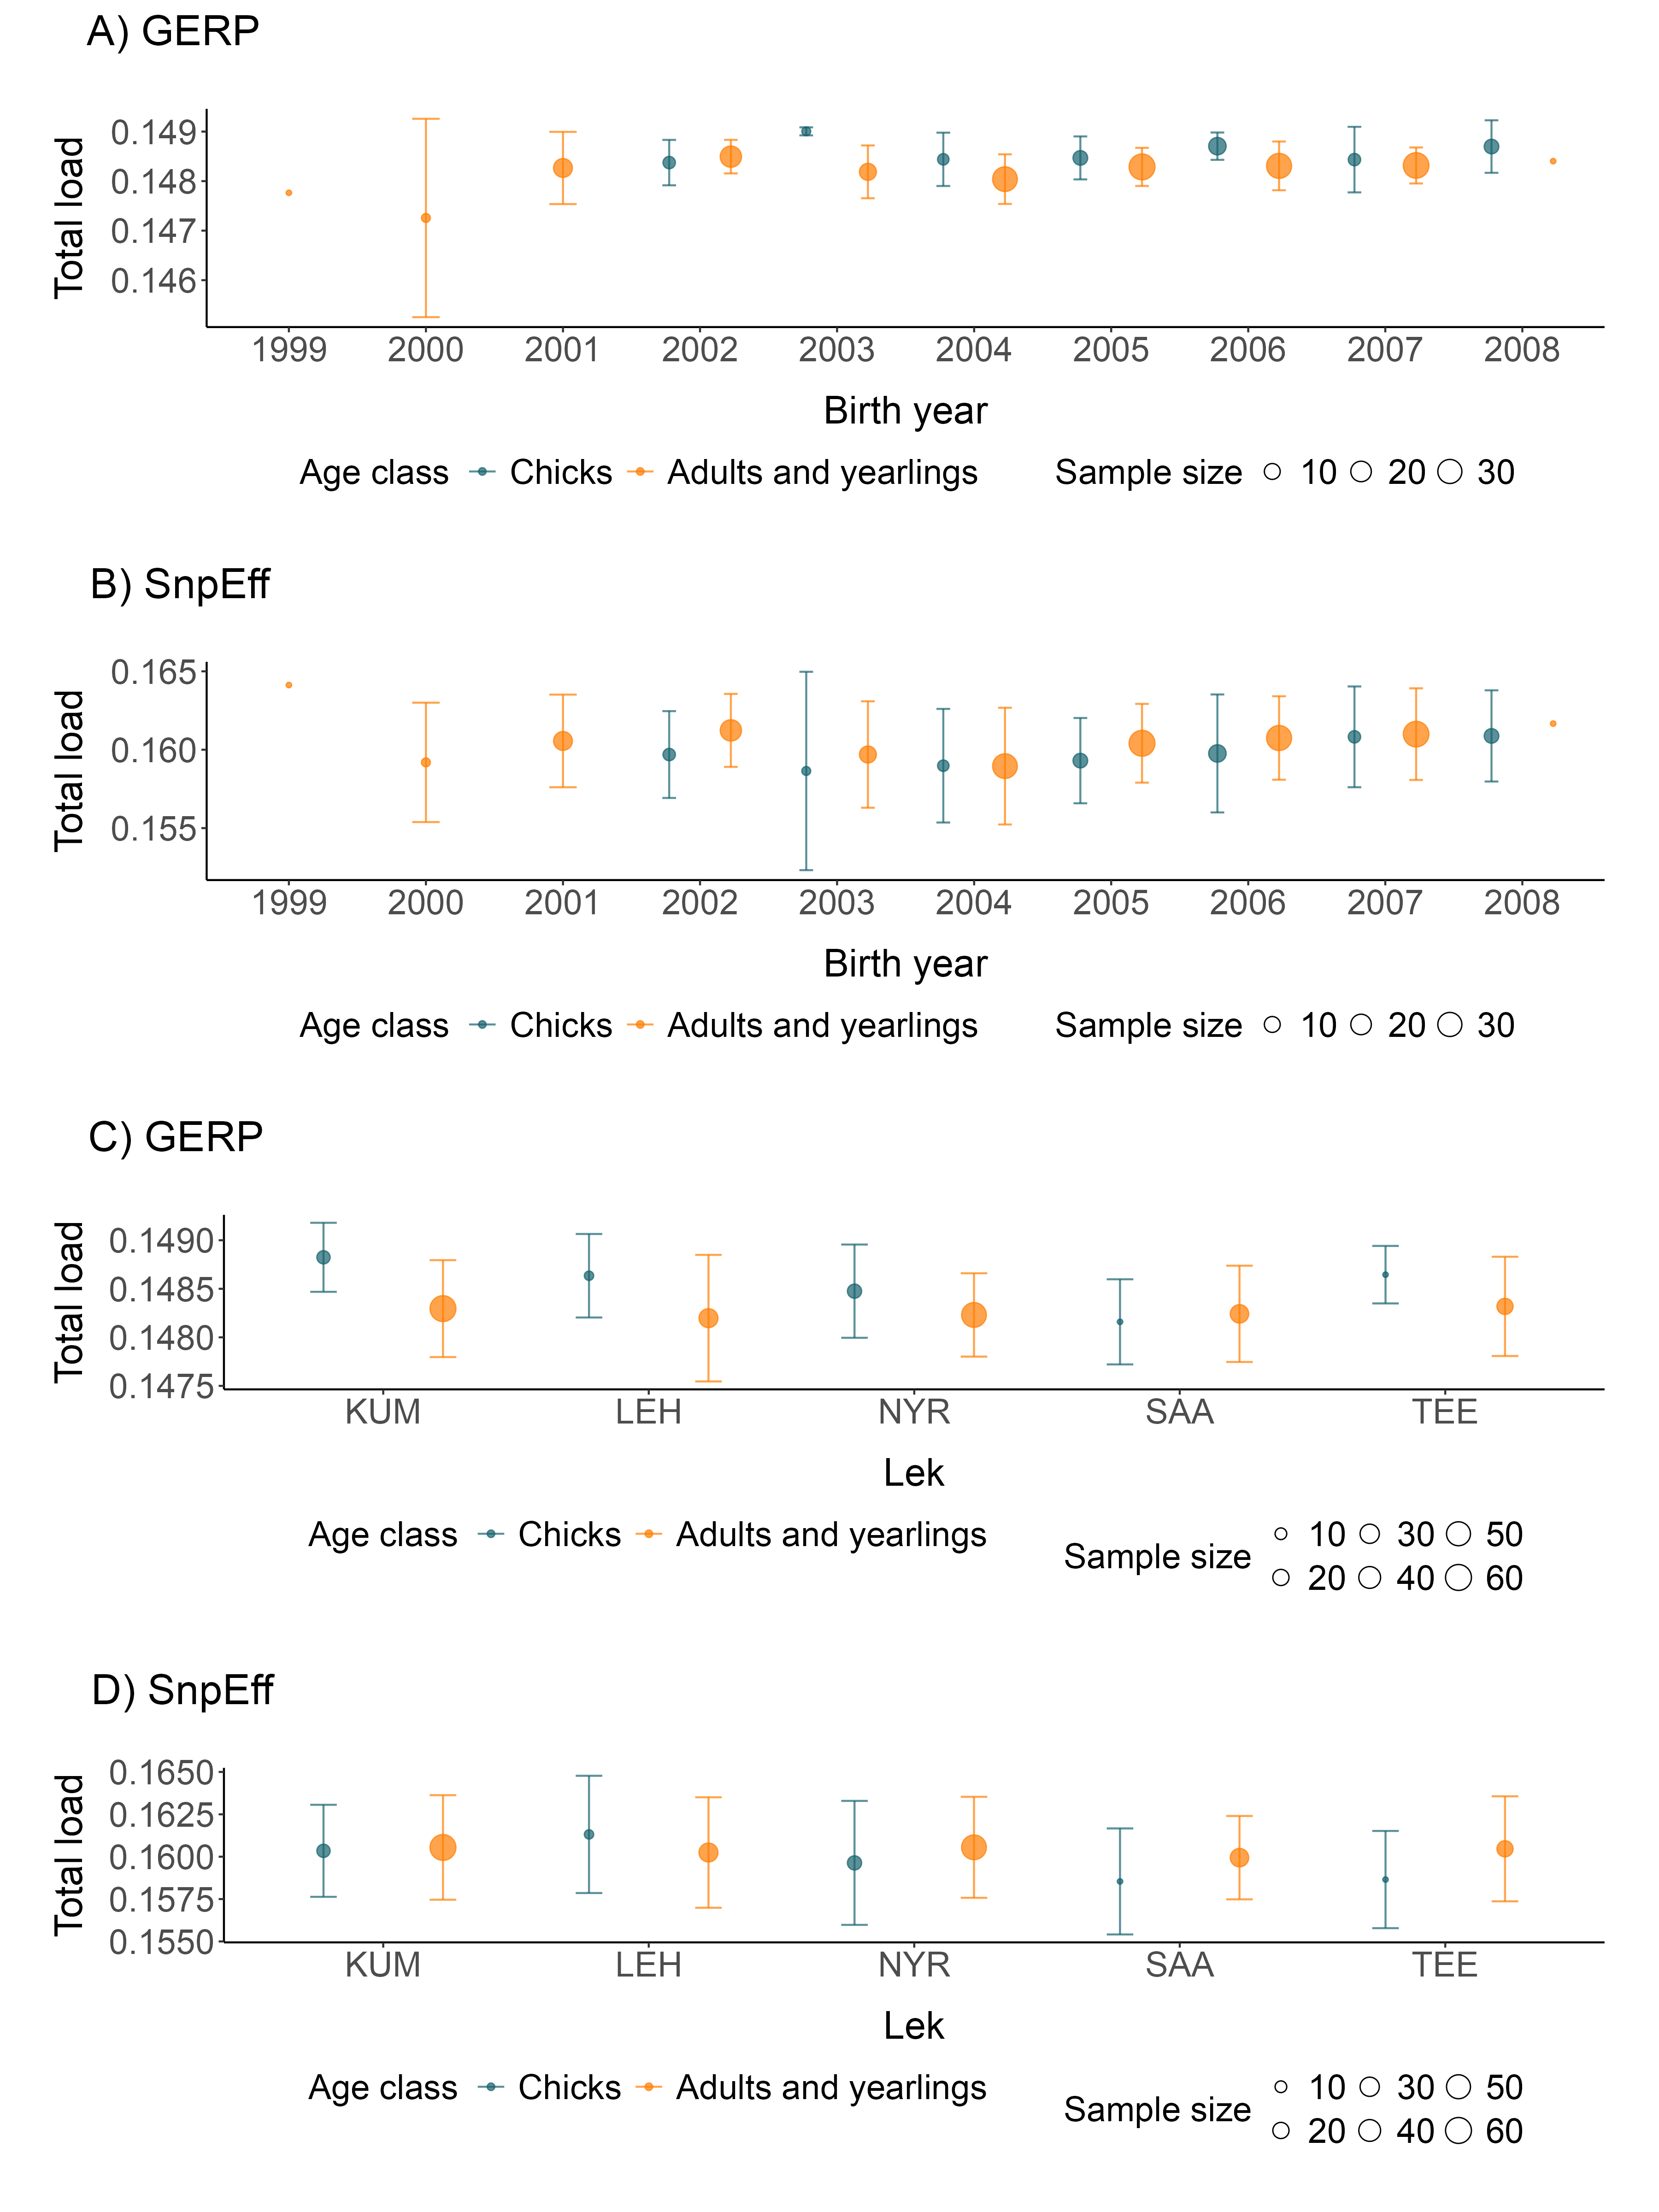 A) GERP
Total load
0.149
0.148
0.147
0.146
1999 2000 2001 2002 2003 2004 2005 2006 2007 2008
Birth year
Age class Chicks Adults and yearlings Sample size 10 20 30
B) SnpEff
Total load
0.165
0.160
0.155
1999 2000 2001 2002 2003 2004 2005 2006 2007 2008
Birth year
Age class Chicks Adults and yearlings Sample size 10 20 30
C) GERP
Total load
0.1490
0.1485
0.1480
0.1475
KUM LEH NYR SAA TEE
Lek
Age class Chicks Adults and yearlings
Sample size
10 30 50
20 40 60
D) SnpEff
Total load
0.1650
0.1625
0.1600
0.1575
0.1550
KUM LEH NYR SAA TEE
Lek
Age class Chicks Adults and yearlings
Sample size
10 30 50
20 40 60